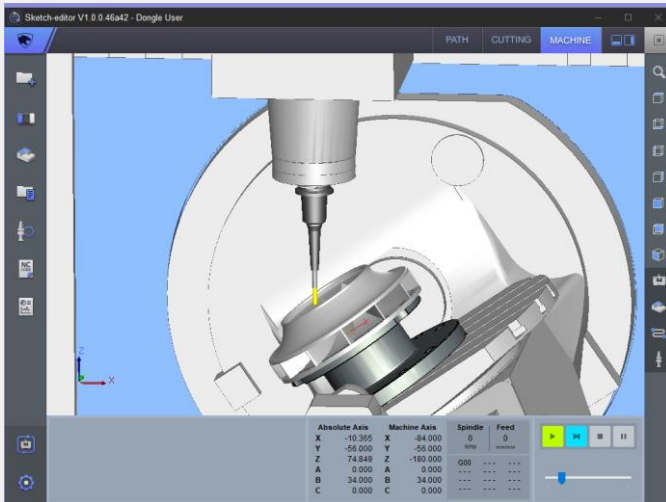 Sketch-editor V1.0.0.46a42 - Dongle User
PATH CUTTING MACHINE
Z
X
Absolute Axis Machine Axis Spindle Feed
X -10.365 X -84.000 0 0
Y -56.000 Y -56.000
Z 74.849 Z -180.000 G00 --- ---
A 0.000 A 0.000 --- --- ---
B 34.000 B 34.000 --- --- ---
C 0.000 C 0.000
NC